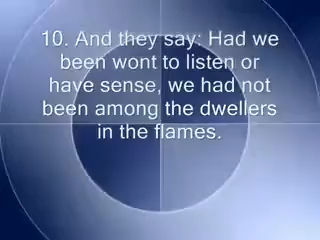 10. And they say: Had we
been wont to listen or
have sense, we had not
been among the dwellers
in the flames.